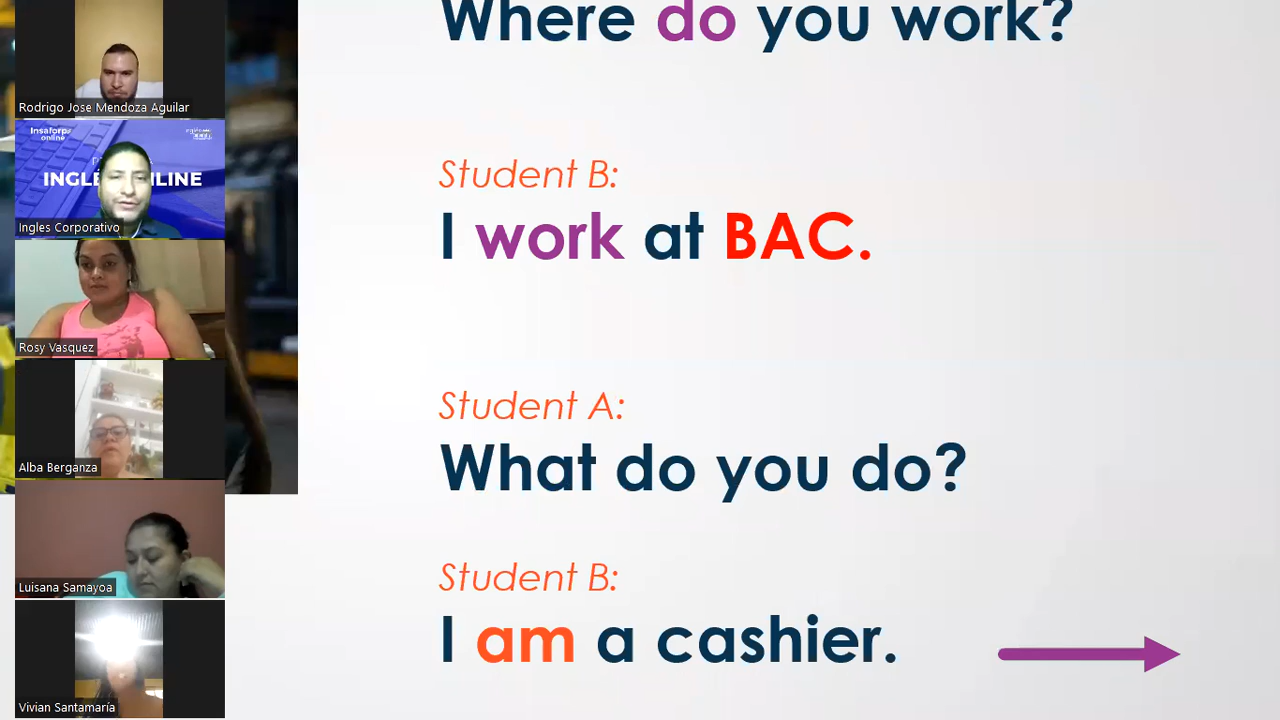 Where do you work?
Student B:
I work at BAC.
Student A:
What do you do?
Student B:
I am a cashier.
Rodrigo Jose Mendoza Aguilar
Insaforp
online
Ingles Corporativo
Rosy Vasquez
Alba Berganza
Luisana Samayoa
Vivian Santamaría